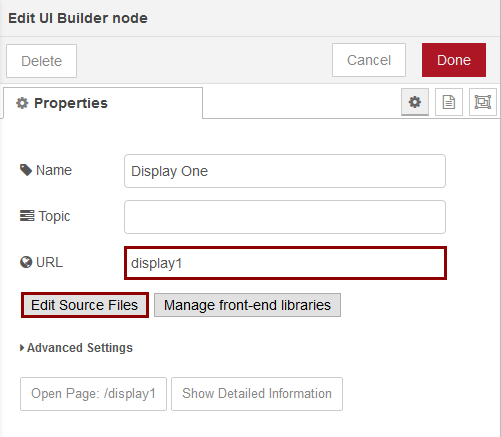 Edit UI Builder node
Delete
Cancel
Done
Properties
Name
Display One
Topic
URL
display1
Edit Source Files
Manage front-end libraries
Advanced Settings
Open Page: /display1
Show Detailed Information